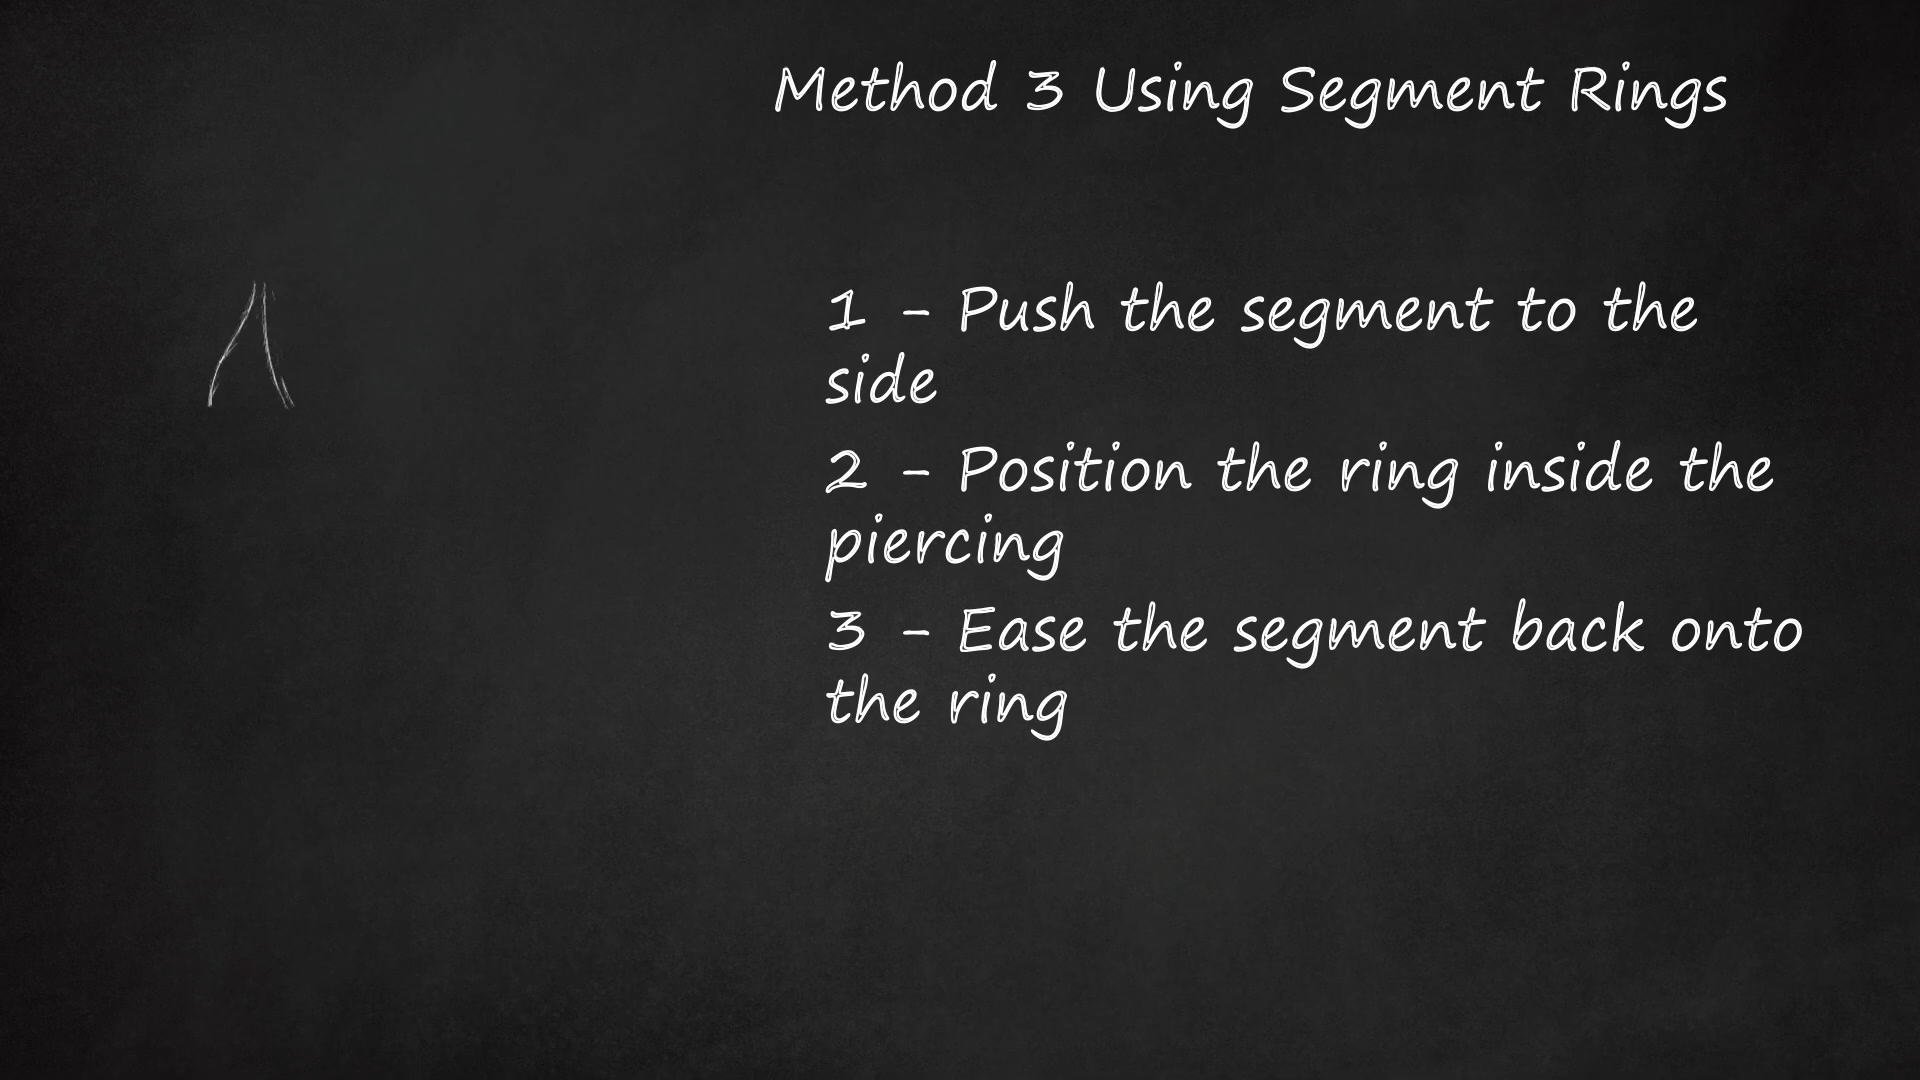 Method 3 Using Segment Rings
1 - Push the segment to the
side
2 - Position the ring inside the
piercing
3 - Ease the segment back onto
the ring